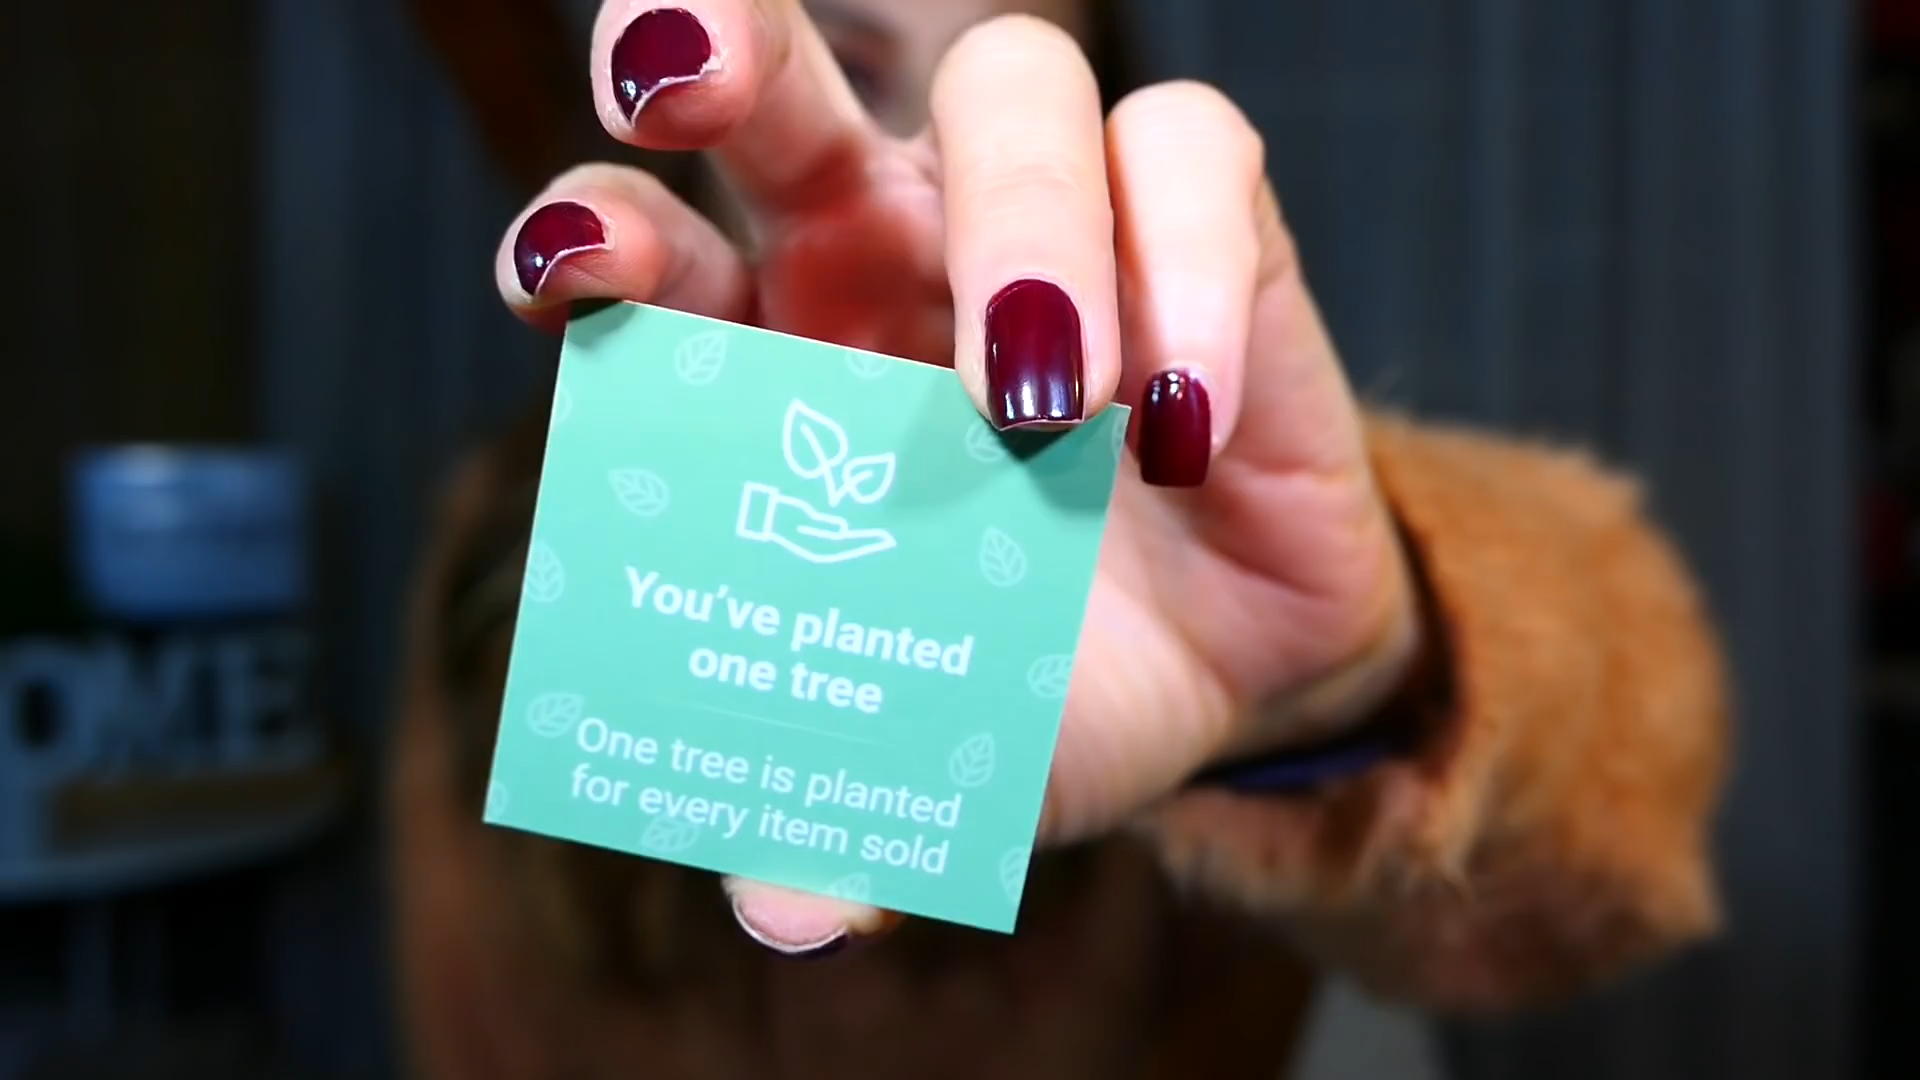 You've planted
one tree
One tree is planted
for every item sold